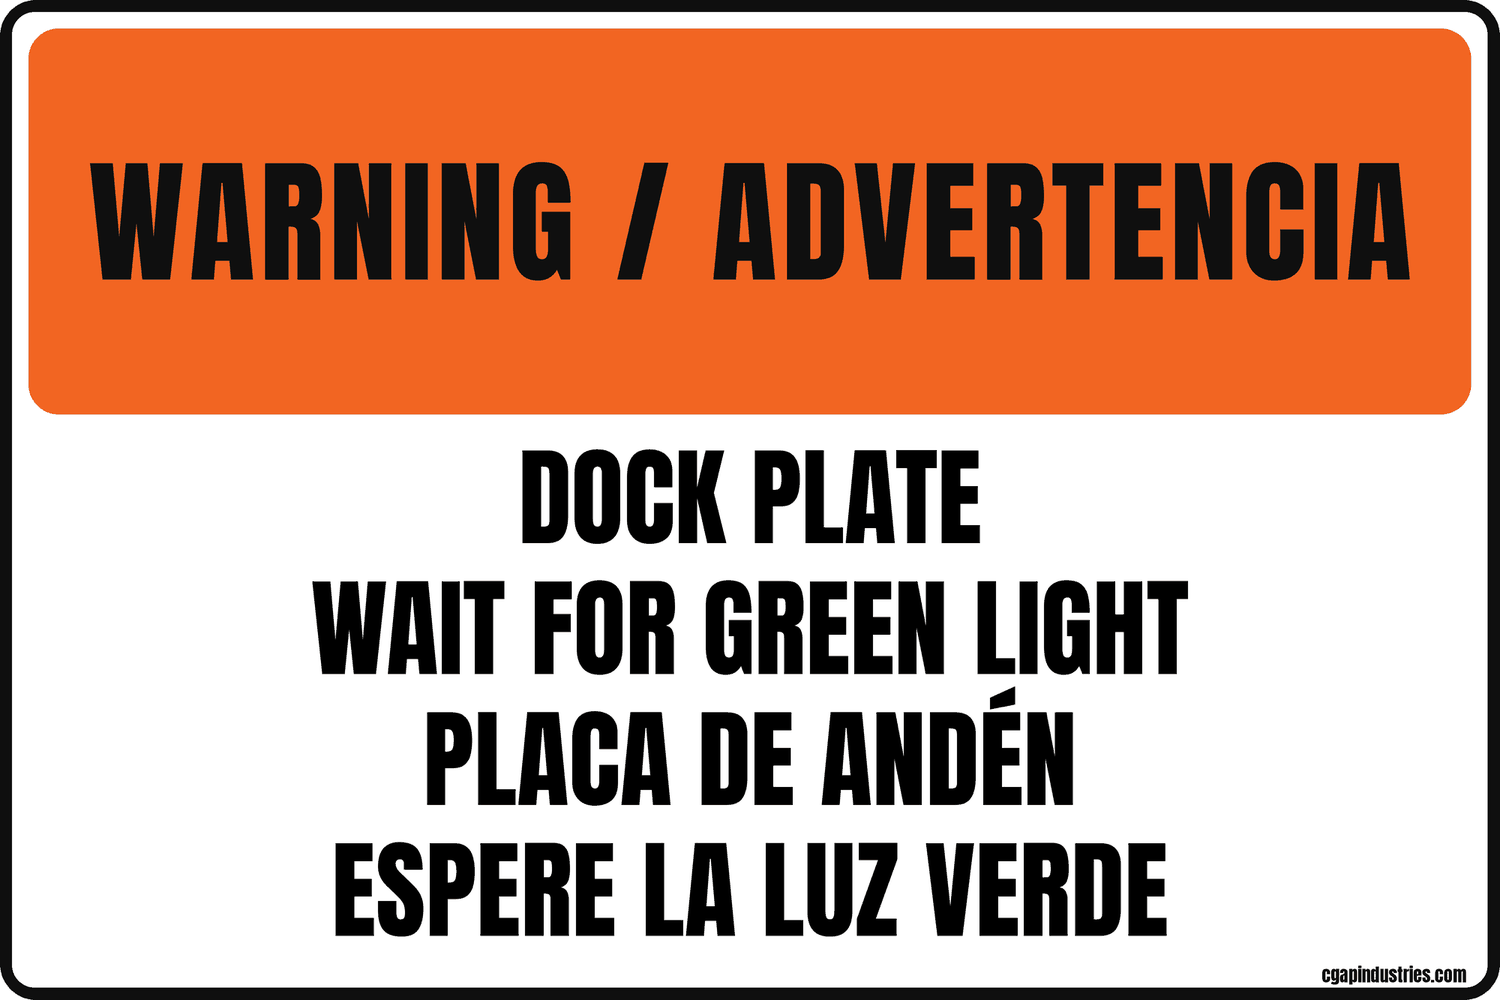 WARNING / ADVERTENCIA
DOCK PLATE
WAIT FOR GREEN LIGHT
PLACA DE ANDÉN
ESPERE LA LUZ VERDE
cgapindustries.com